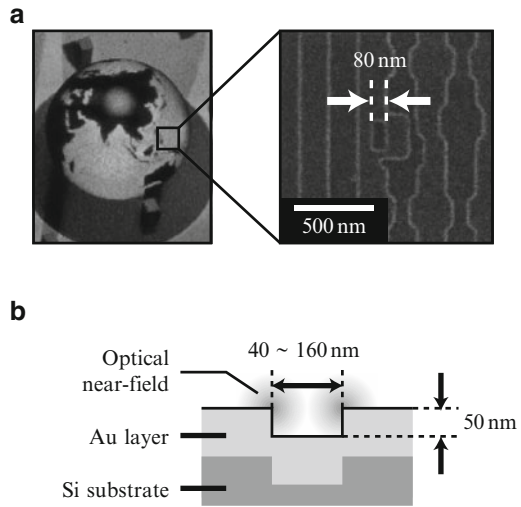 a
80 nm
500 nm
b
Optical
near-field
40 ~ 160 nm
50 nm
Au layer
Si substrate